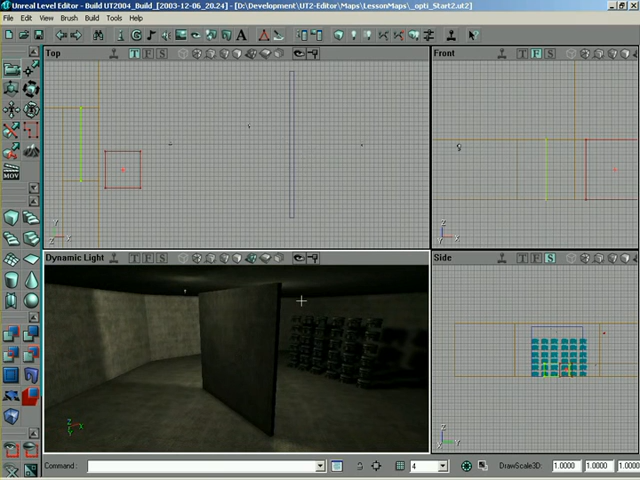 Unreal Level Editor - Build UT2004_Build_[2003-12-06_20.24] - [D:\Development\UT2-Editor\Maps\LessonMaps\_opti_Start2.ut2]
File Edit View Brush Build Tools Help
Top
T F S
Front
T F S
MOV
Y
X
Z
Y
Dynamic Light
T F S
Side
T F S
Z
X
Y
Z
Y
Command:
4
DrawScale3D: 1.0000 1.0000 1.0000